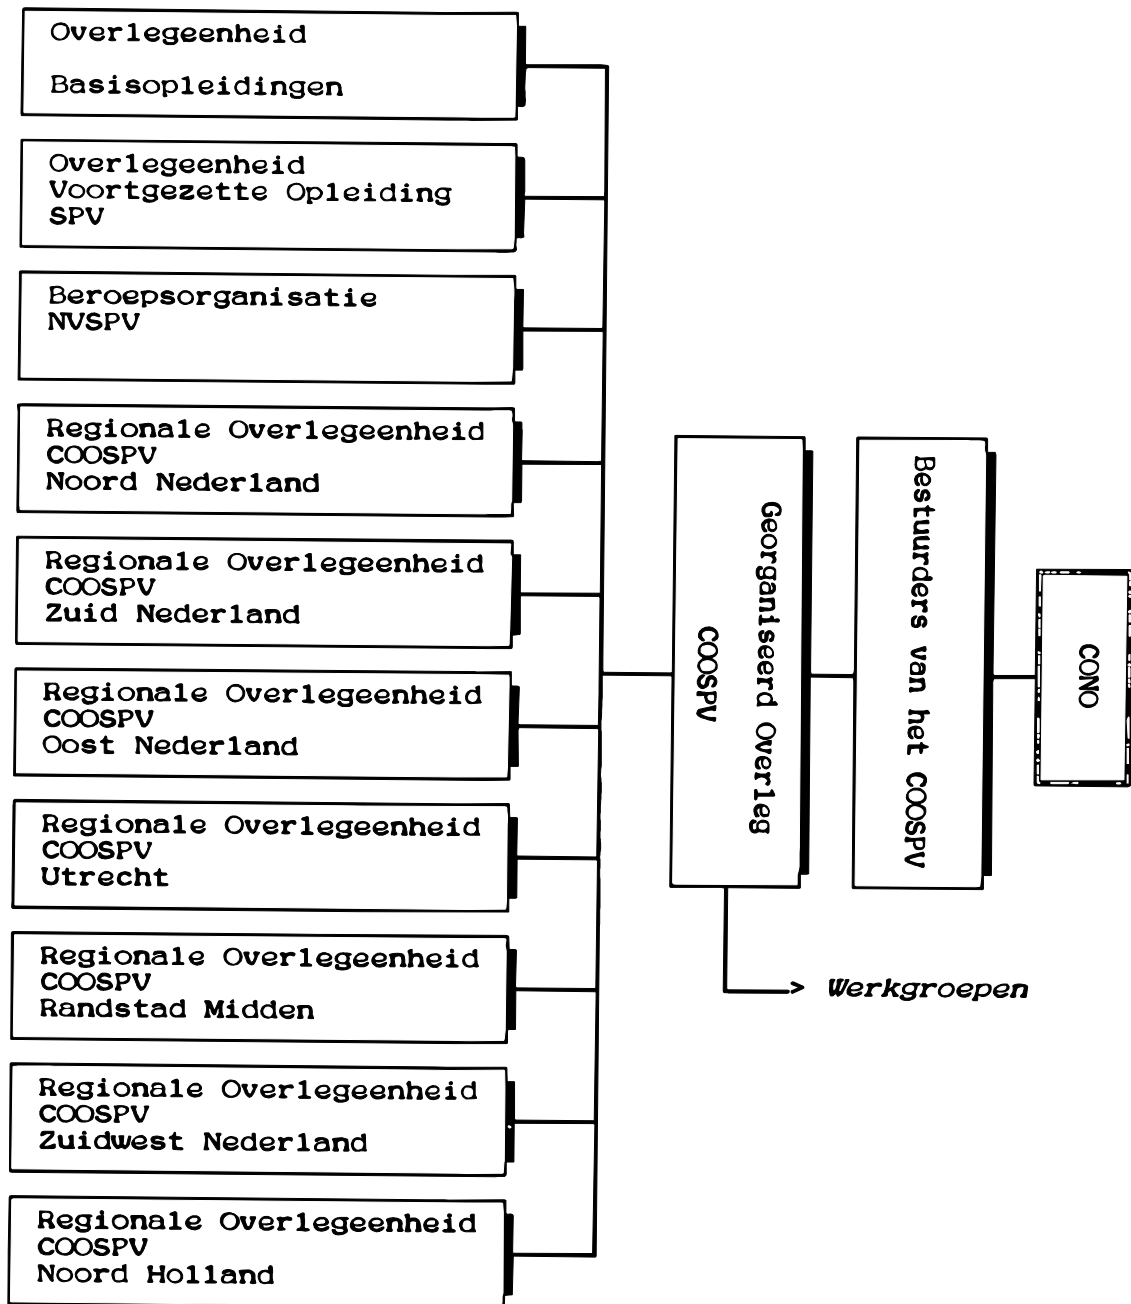 Overlegeenheid
Basisopleidingen
Overlegeenheid
Voortgezette Opleiding
SPV
Beroepsorganisatie
NVSPV
Regionale Overlegeenheid
COOSPV
Noord Nederland
Regionale Overlegeenheid
COOSPV
Zuid Nederland
Regionale Overlegeenheid
COOSPV
Oost Nederland
Regionale Overlegeenheid
COOSPV
Utrecht
Regionale Overlegeenheid
COOSPV
Randstad Midden
Regionale Overlegeenheid
COOSPV
Zuidwest Nederland
Regionale Overlegeenheid
COOSPV
Noord Holland
Georganiseerd Overleg
COOSPV
Bestuurders van het COOSPV
CONO
Werkgroepen